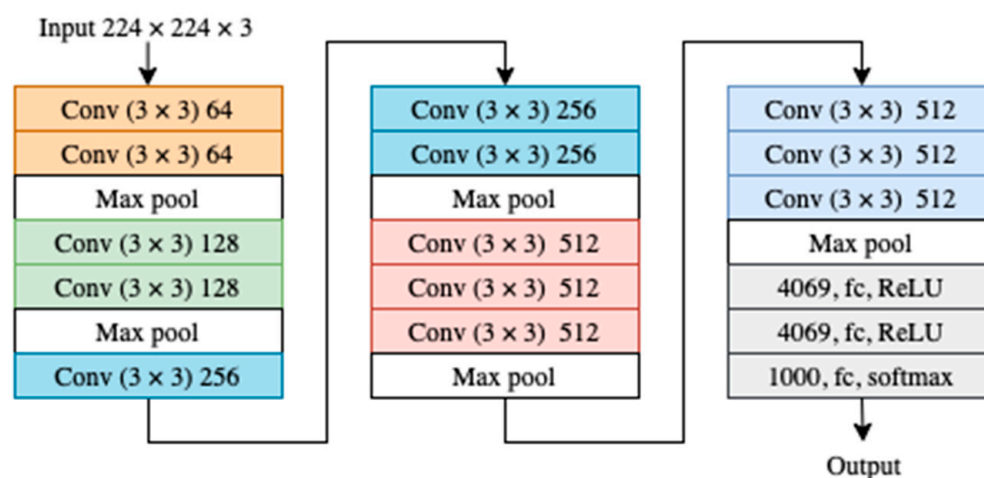 Input 224 × 224 × 3
Conv (3 × 3) 64
Conv (3 × 3) 64
Max pool
Conv (3 × 3) 128
Conv (3 × 3) 128
Max pool
Conv (3 × 3) 256
Conv (3 × 3) 256
Conv (3 × 3) 256
Max pool
Conv (3 × 3) 512
Conv (3 × 3) 512
Conv (3 × 3) 512
Max pool
Conv (3 × 3) 512
Conv (3 × 3) 512
Conv (3 × 3) 512
Max pool
4069, fc, ReLU
4069, fc, ReLU
1000, fc, softmax
Output